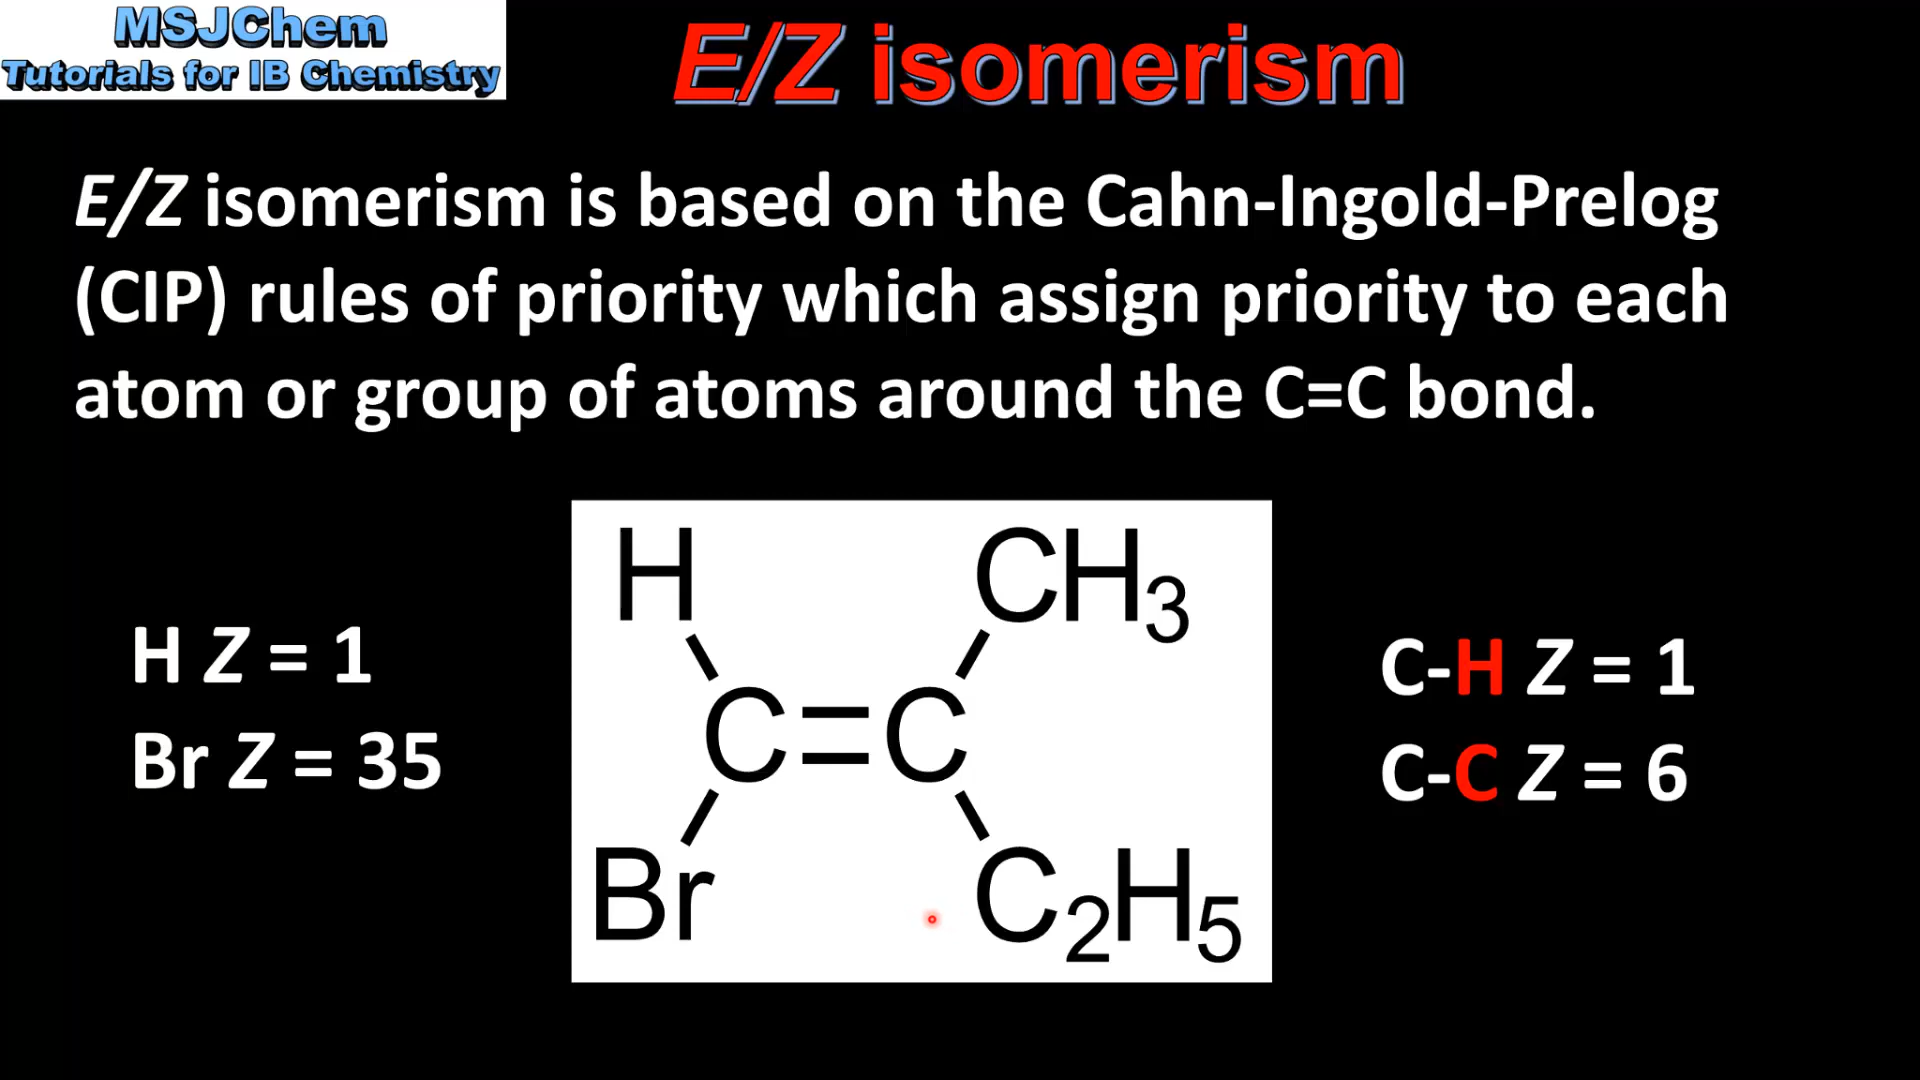 MSJChem
Tutorials for IB Chemistry
E/Z isomerism
E/Z isomerism is based on the Cahn-Ingold-Prelog
(CIP) rules of priority which assign priority to each
atom or group of atoms around the C=C bond.
H Z = 1
Br Z = 35
H CH3
C=C
Br C2H5
C-H Z = 1
C-C Z = 6